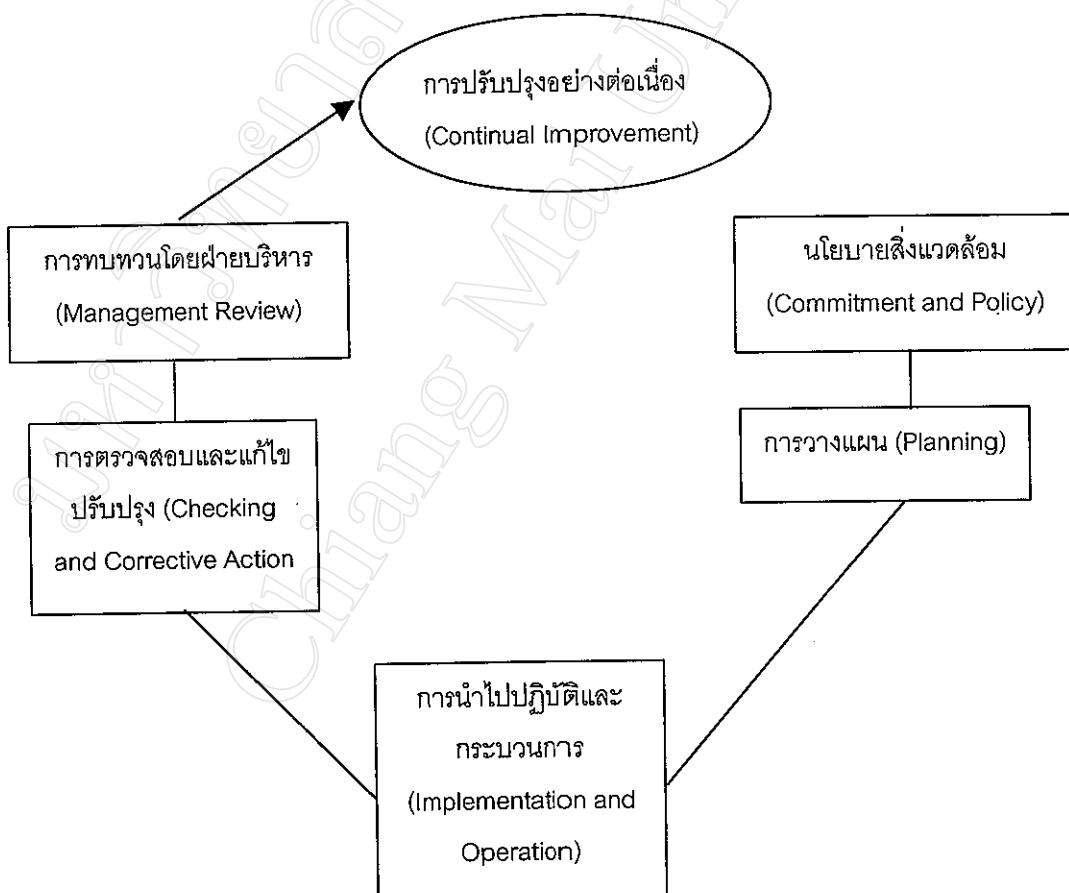 การปรับปรุงอย่างต่อเนื่อง
(Continual Improvement)
การทบทวนโดยฝ่ายบริหาร
(Management Review)
นโยบายสิ่งแวดล้อม
(Commitment and Policy)
การตรวจสอบและแก้ไข
ปรับปรุง (Checking
and Corrective Action
การวางแผน (Planning)
การนำไปปฏิบัติและ
กระบวนการ
(Implementation and
Operation)
Chiang Mai Un